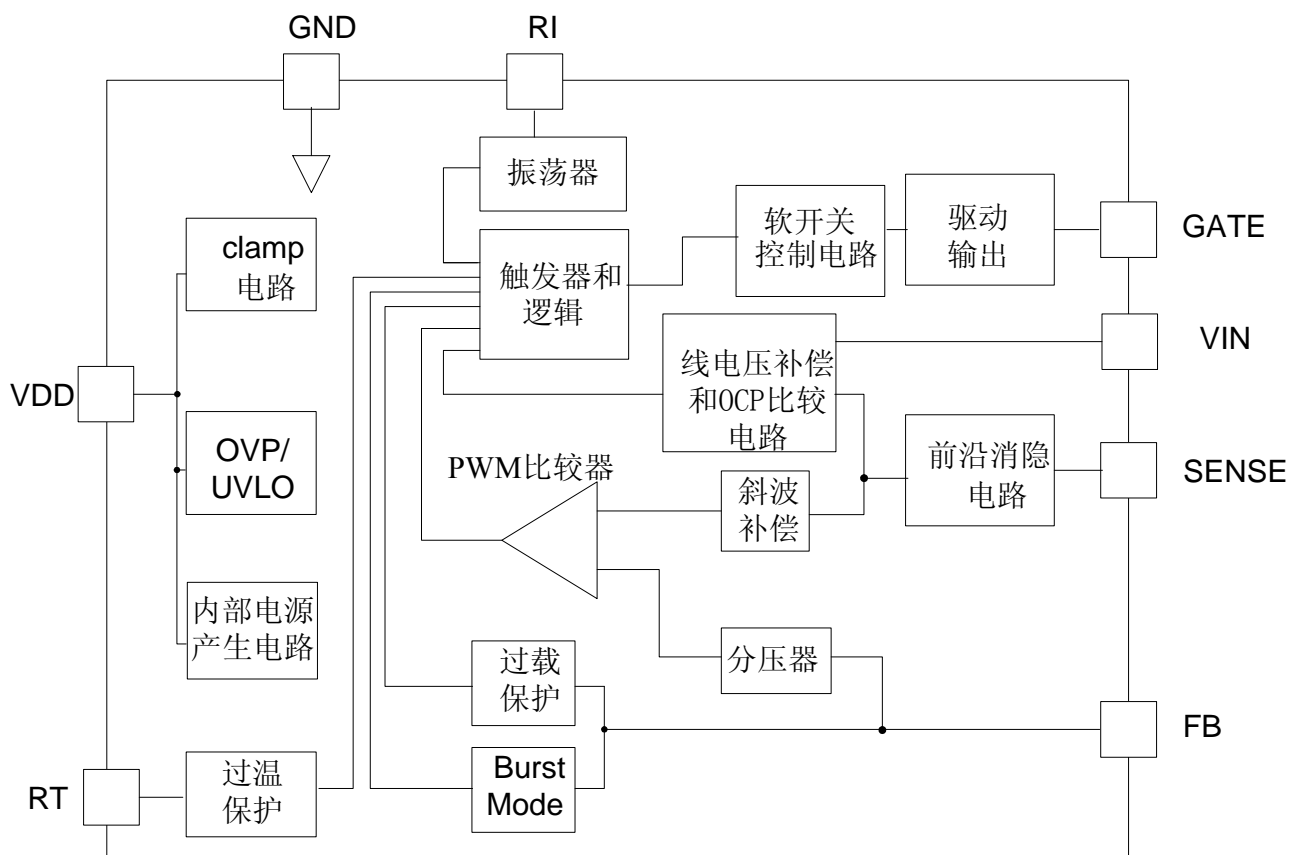 GND
RI
振荡器
clamp
电路
触发器和
逻辑
软开关
控制电路
驱动
输出
GATE
VIN
线电压补偿
和OCP比较
电路
VDD
OVP/
UVLO
PWM比较器
斜波
补偿
前沿消隐
电路
SENSE
内部电源
产生电路
过载
保护
分压器
FB
RT
过温
保护
Burst
Mode